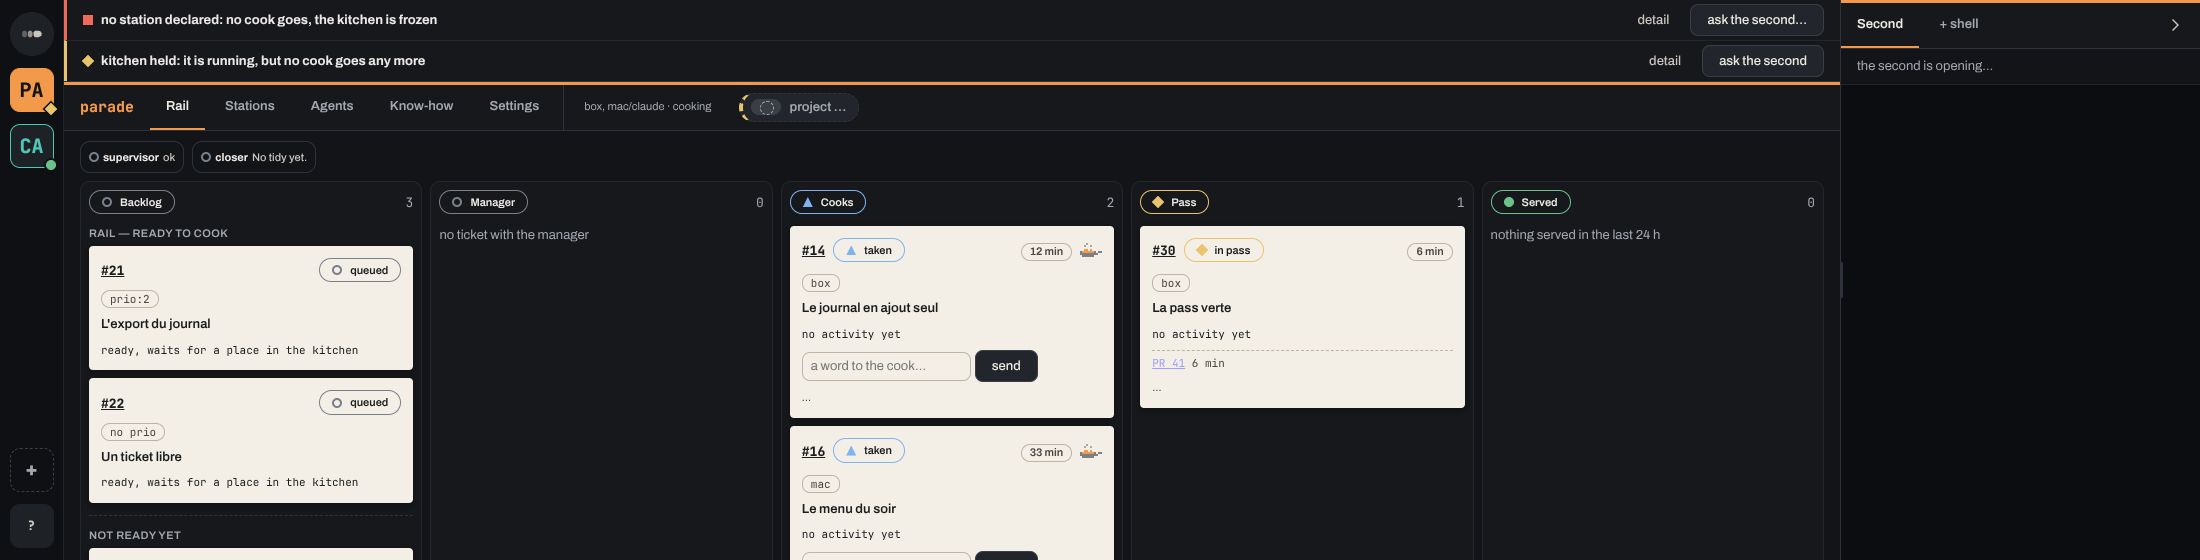 no station declared: no cook goes, the kitchen is frozen
detail
ask the second...
kitchen held: it is running, but no cook goes any more
detail
ask the second
Second
+ shell
the second is opening...
PA
CA
+
?
parade
Rail
Stations
Agents
Know-how
Settings
box, mac/claude · cooking
project ...
supervisor ok
closer No tidy yet.
Backlog
3
RAIL — READY TO COOK
#21
queued
prio:2
L'export du journal
ready, waits for a place in the kitchen
#22
queued
no prio
Un ticket libre
ready, waits for a place in the kitchen
NOT READY YET
Manager
0
no ticket with the manager
Cooks
2
#14
taken
12 min
box
Le journal en ajout seul
no activity yet
a word to the cook...
send
...
#16
taken
33 min
mac
Le menu du soir
no activity yet
Pass
1
#30
in pass
6 min
box
La pass verte
no activity yet
PR 41 6 min
...
Served
0
nothing served in the last 24 h